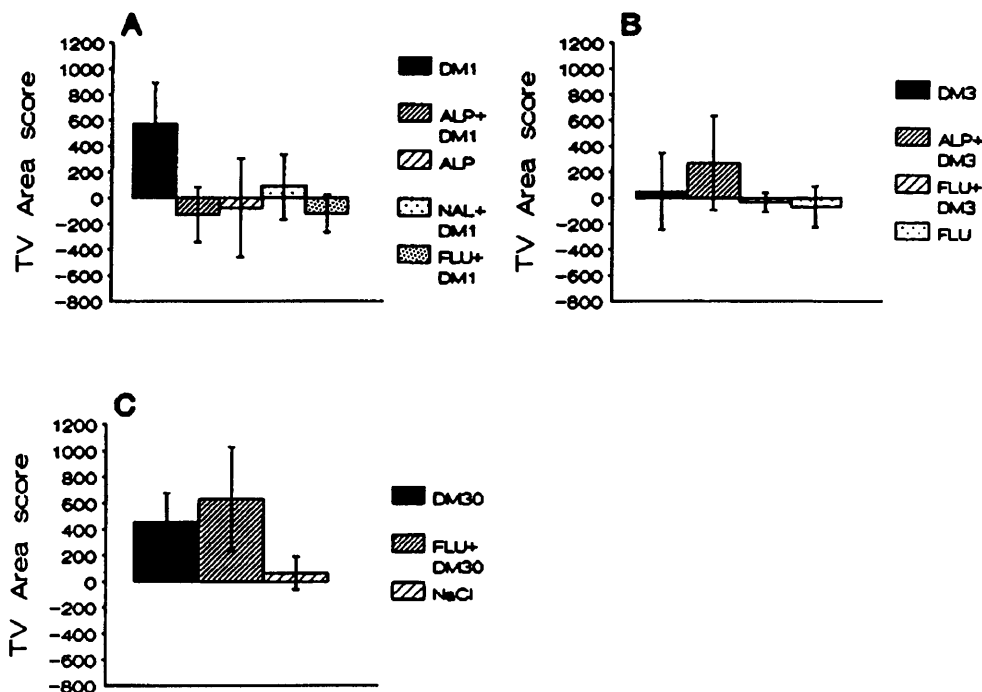 A
TV Area score
1200
1000
800
600
400
200
0
-200
-400
-600
-800
DM1
ALP+
DM1
ALP
NAL+
DM1
FLU+
DM1
B
TV Area score
1200
1000
800
600
400
200
0
-200
-400
-600
-800
DM3
ALP+
DM3
FLU+
DM3
FLU
C
TV Area score
1200
1000
800
600
400
200
0
-200
-400
-600
-800
DM30
FLU+
DM30
NaCl